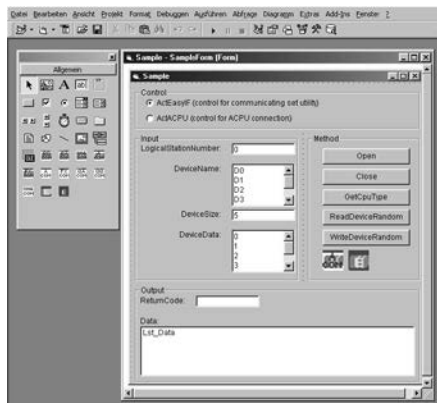 Datei Bearbeiten Ansicht Projekt Format Debuggen Ausführen Abfrage Diagramm Extras Add-Ins Fenster ?
Allgemein
Sample - SampleForm (Form)
Sample
Control
ActEasyIF (control for communicating set utility)
ActACPU (control for ACPU connection)
Input
LogicalStationNumber: 0
DeviceName: D0
D1
D2
D3
DeviceSize: 5
DeviceData: 0
1
2
3
Method
Open
Close
GetCpuType
ReadDeviceRandom
WriteDeviceRandom
Output
ReturnCode:
Data:
Lst_Data